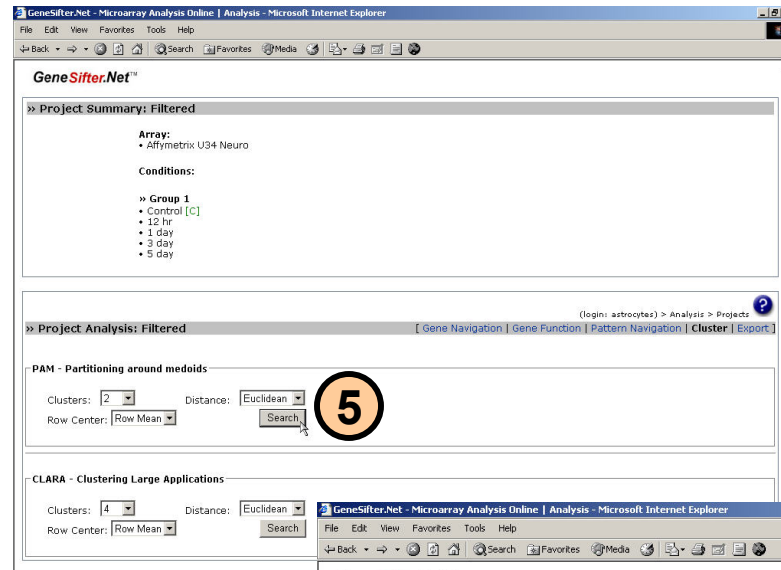 GeneSifter.Net - Microarray Analysis Online | Analysis - Microsoft Internet Explorer
File Edit View Favorites Tools Help
Back Search Favorites Media
GeneSifter.Net™
» Project Summary: Filtered
Array:
• Affymetrix U34 Neuro
Conditions:
» Group 1
• Control [C]
• 12 hr
• 1 day
• 3 day
• 5 day
?
(login: astrocytes) > Analysis > Projects
» Project Analysis: Filtered [ Gene Navigation | Gene Function | Pattern Navigation | Cluster | Export ]
PAM - Partitioning around medoids
Clusters: 2 Distance: Euclidean
Row Center: Row Mean Search
5
CLARA - Clustering Large Applications
Clusters: 4 Distance: Euclidean
Row Center: Row Mean Search
GeneSifter.Net - Microarray Analysis Online | Analysis - Microsoft Internet Explorer
File Edit View Favorites Tools Help
Back Search Favorites Media